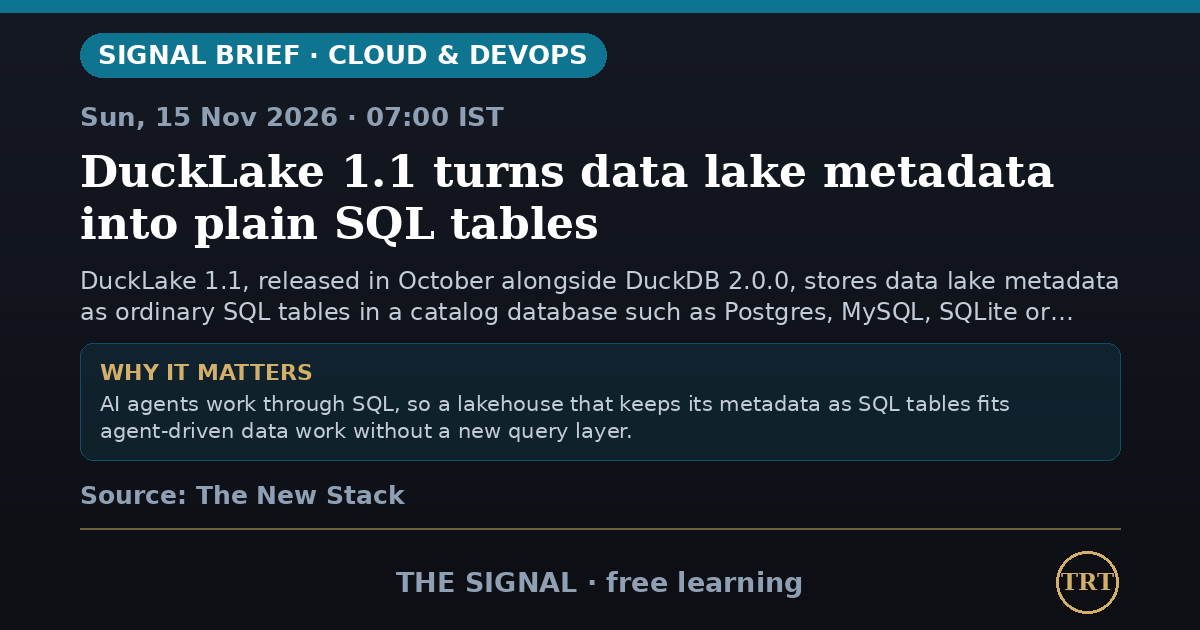 SIGNAL BRIEF · CLOUD & DEVOPS
Sun, 15 Nov 2026 · 07:00 IST
DuckLake 1.1 turns data lake metadata
into plain SQL tables
DuckLake 1.1, released in October alongside DuckDB 2.0.0, stores data lake metadata
as ordinary SQL tables in a catalog database such as Postgres, MySQL, SQLite or…
WHY IT MATTERS
AI agents work through SQL, so a lakehouse that keeps its metadata as SQL tables fits
agent-driven data work without a new query layer.
Source: The New Stack
THE SIGNAL · free learning
TRT